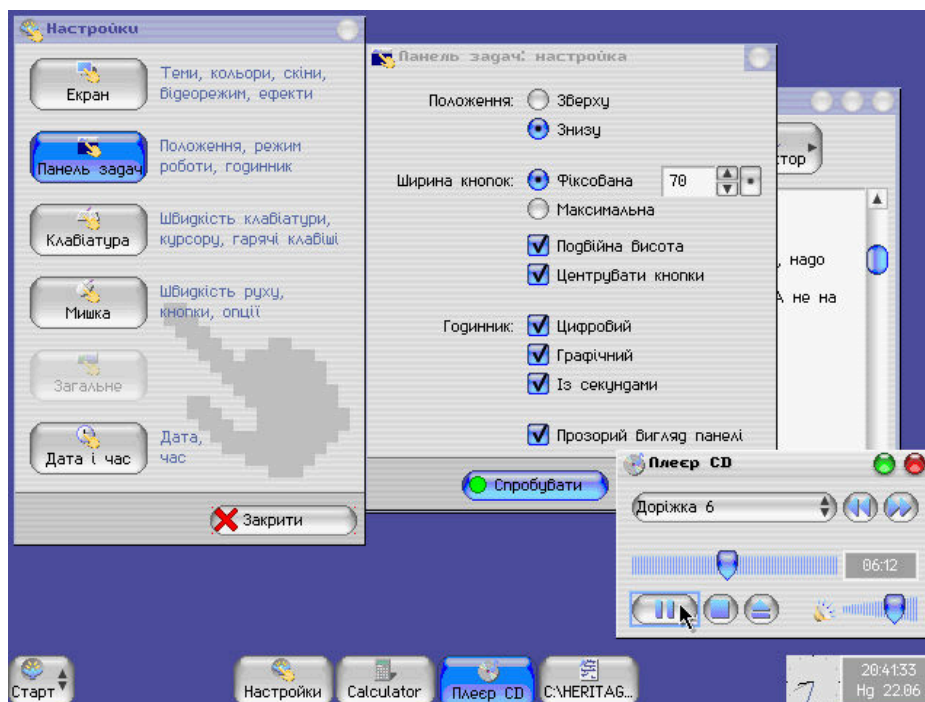 Настройки
Екран
Теми, кольори, скіни,
відеорежим, ефекти
Панель задач
Положення, режим
роботи, годинник
Клавіатура
Швидкість клавіатури,
курсору, гарячі клавіші
Мишка
Швидкість руху,
кнопки, опції
Загальне
Дата і час
Дата,
час
Закрити
Панель задач: настройка
Положення:
Зверху
Знизу
Ширина кнопок:
Фіксована
70
Максимальна
Подвійна висота
Центрувати кнопки
Годинник:
Цифровий
Графічний
Із секундами
Прозорий вигляд панелі
Спробувати
тор
, надо
А не на
Плеєр CD
Доріжка 6
06:12
Старт
Настройки
Calculator
Плеєр CD
C:\HERITAG...
20:41:33
Нд 22.06